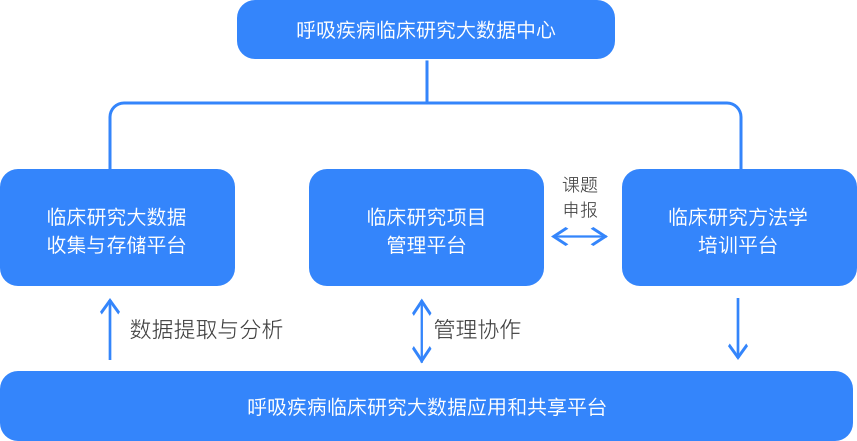 呼吸疾病临床研究大数据中心
课题
申报
临床研究大数据
收集与存储平台
临床研究项目
管理平台
临床研究方法学
培训平台
数据提取与分析
管理协作
呼吸疾病临床研究大数据应用和共享平台